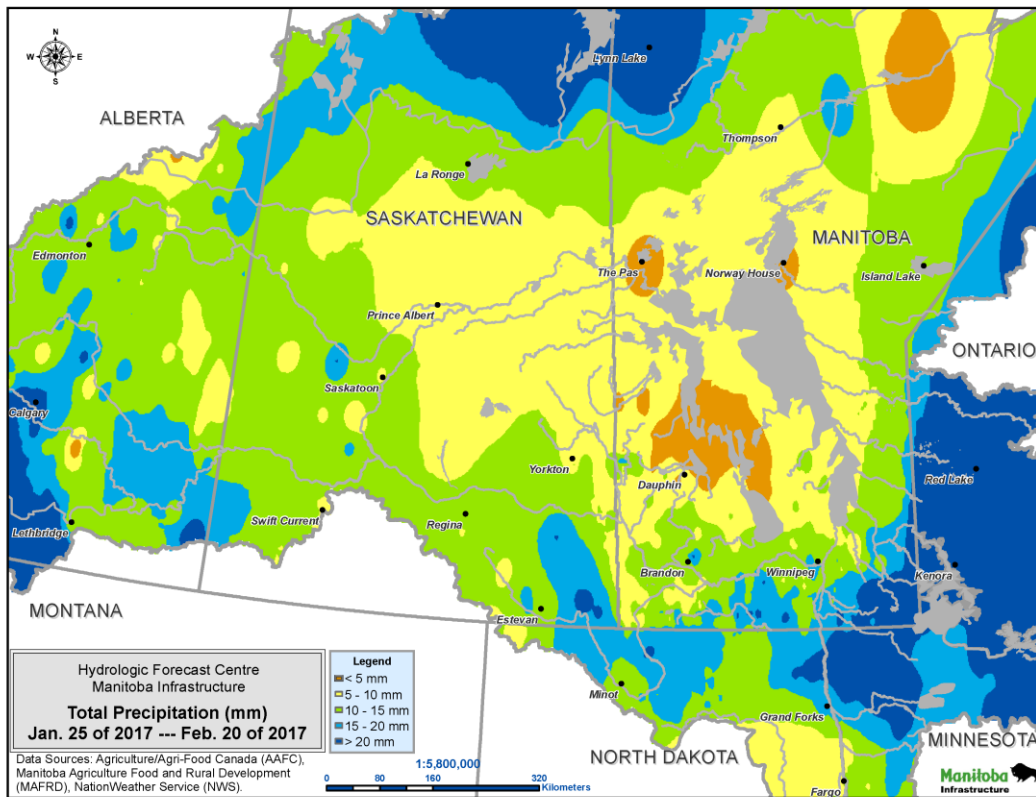 N
W E
S
Lynn Lake
ALBERTA
Thompson
La Ronge
SASKATCHEWAN
MANITOBA
Edmonton
The Pas
Norway House
Island Lake
Prince Albert
ONTARIO
Saskatoon
Calgary
Yorkton
Dauphin
Red Lake
Swift Current
Regina
Lethbridge
Brandon
Winnipeg
Kenora
MONTANA
Estevan
Minot
Grand Forks
NORTH DAKOTA
MINNESOTA
Fargo
Hydrologic Forecast Centre
Manitoba Infrastructure
Total Precipitation (mm)
Jan. 25 of 2017 --- Feb. 20 of 2017
Legend
< 5 mm
5 - 10 mm
10 - 15 mm
15 - 20 mm
> 20 mm
Data Sources: Agriculture/Agri-Food Canada (AAFC),
Manitoba Agriculture Food and Rural Development
(MAFRD), NationWeather Service (NWS).
1:5,800,000
0 80 160 320
Kilometers
Manitoba
Infrastructure